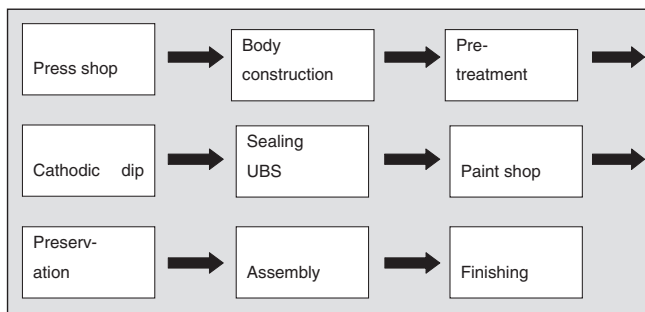 Press shop
Body
construction
Pre-
treatment
Cathodic dip
Sealing
UBS
Paint shop
Preserv-
ation
Assembly
Finishing